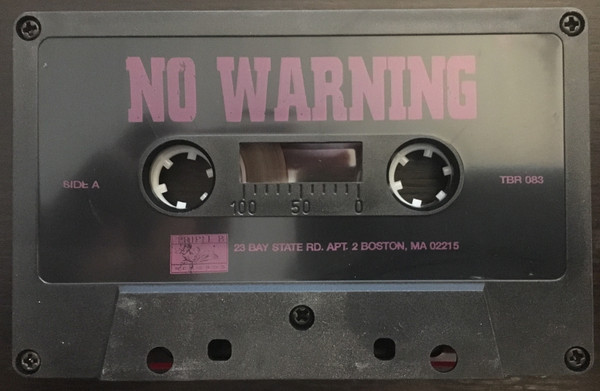 NO WARNING
SIDE A
TBR 083
100 50 0
23 BAY STATE RD. APT. 2 BOSTON, MA 02215